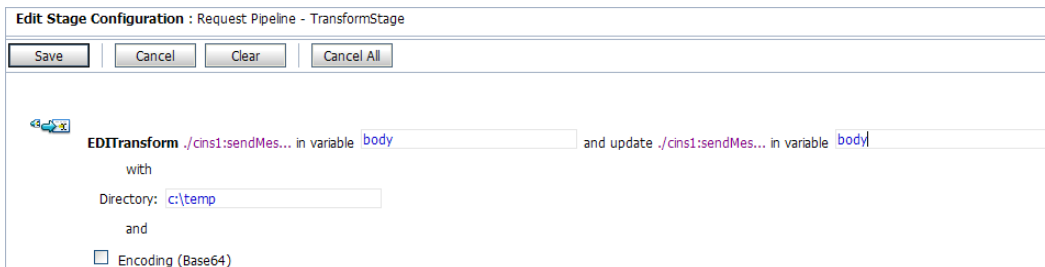 Edit Stage Configuration : Request Pipeline - TransformStage
Save Cancel Clear Cancel All
EDITransform ./cins1:sendMes... in variable body and update ./cins1:sendMes... in variable body
with
Directory: c:\temp
and
Encoding (Base64)